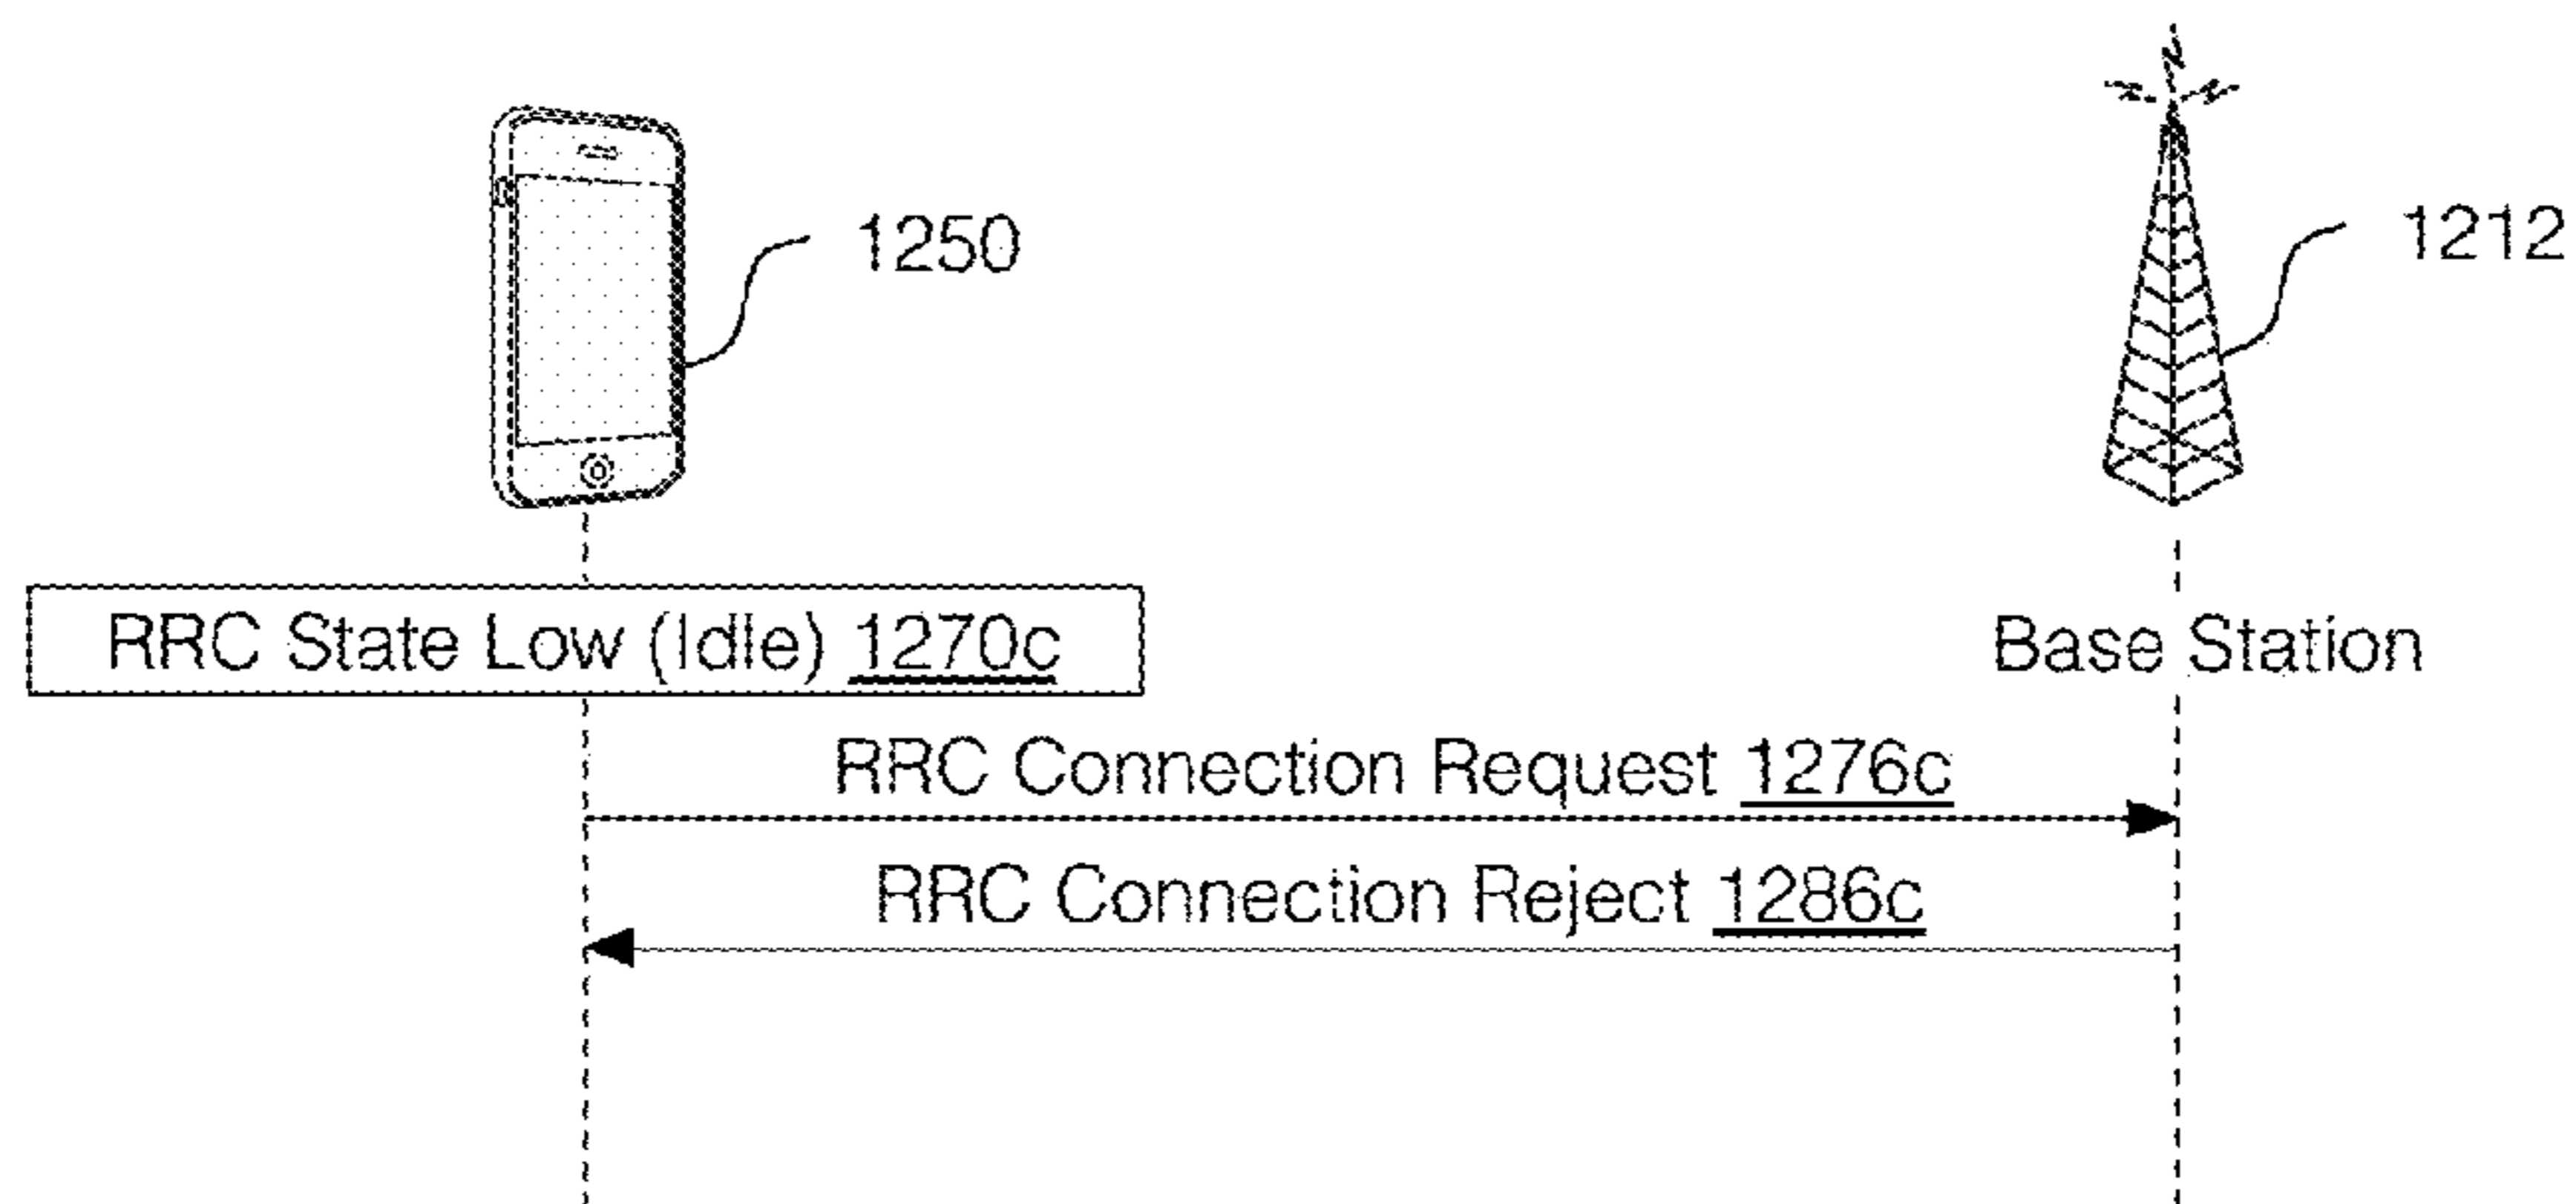 1250
1212
RRC State Low (Idle) 1270c
Base Station
RRC Connection Request 1276c
RRC Connection Reject 1286c